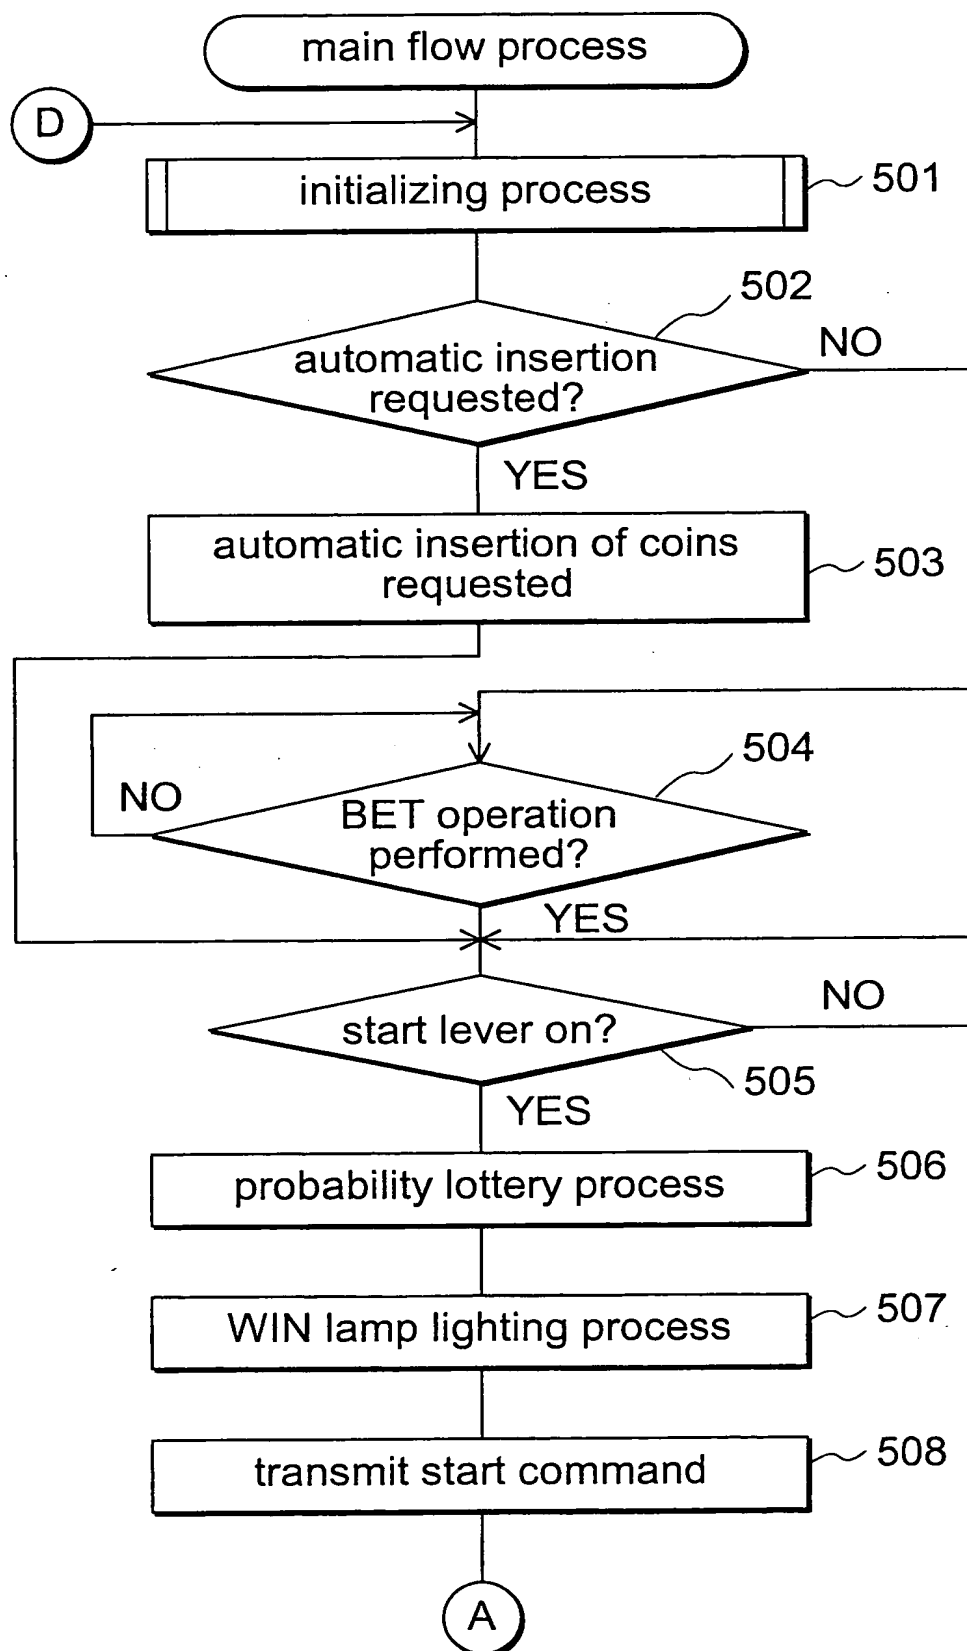 main flow process
D
initializing process
501
502
automatic insertion
requested?
NO
YES
automatic insertion of coins
requested
503
504
NO
BET operation
performed?
YES
NO
start lever on?
505
YES
probability lottery process
506
WIN lamp lighting process
507
transmit start command
508
A